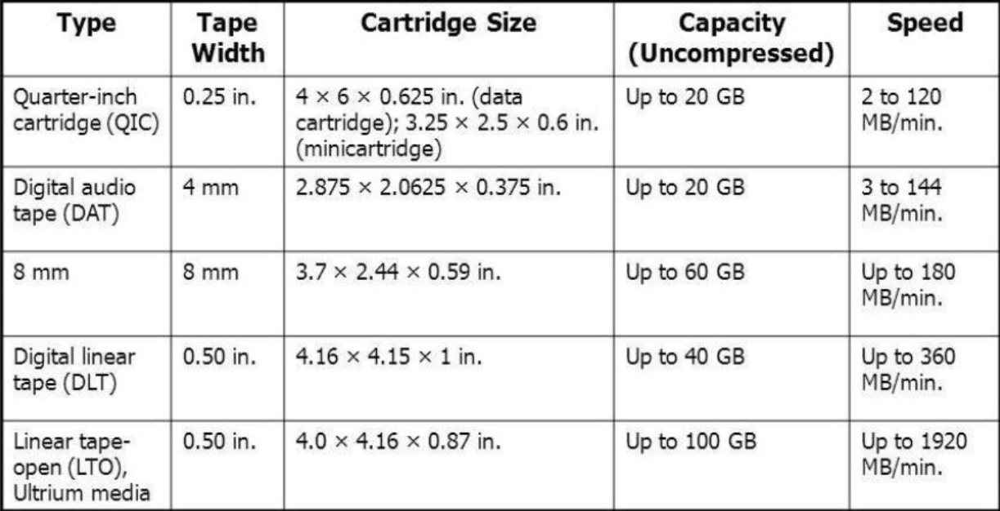 Type
Tape
Width
Cartridge Size
Capacity
(Uncompressed)
Speed
Quarter-inch
cartridge (QIC)
0.25 in.
4 × 6 × 0.625 in. (data
cartridge); 3.25 × 2.5 × 0.6 in.
(minicartridge)
Up to 20 GB
2 to 120
MB/min.
Digital audio
tape (DAT)
4 mm
2.875 × 2.0625 × 0.375 in.
Up to 20 GB
3 to 144
MB/min.
8 mm
8 mm
3.7 × 2.44 × 0.59 in.
Up to 60 GB
Up to 180
MB/min.
Digital linear
tape (DLT)
0.50 in.
4.16 × 4.15 × 1 in.
Up to 40 GB
Up to 360
MB/min.
Linear tape-
open (LTO),
Ultrium media
0.50 in.
4.0 × 4.16 × 0.87 in.
Up to 100 GB
Up to 1920
MB/min.